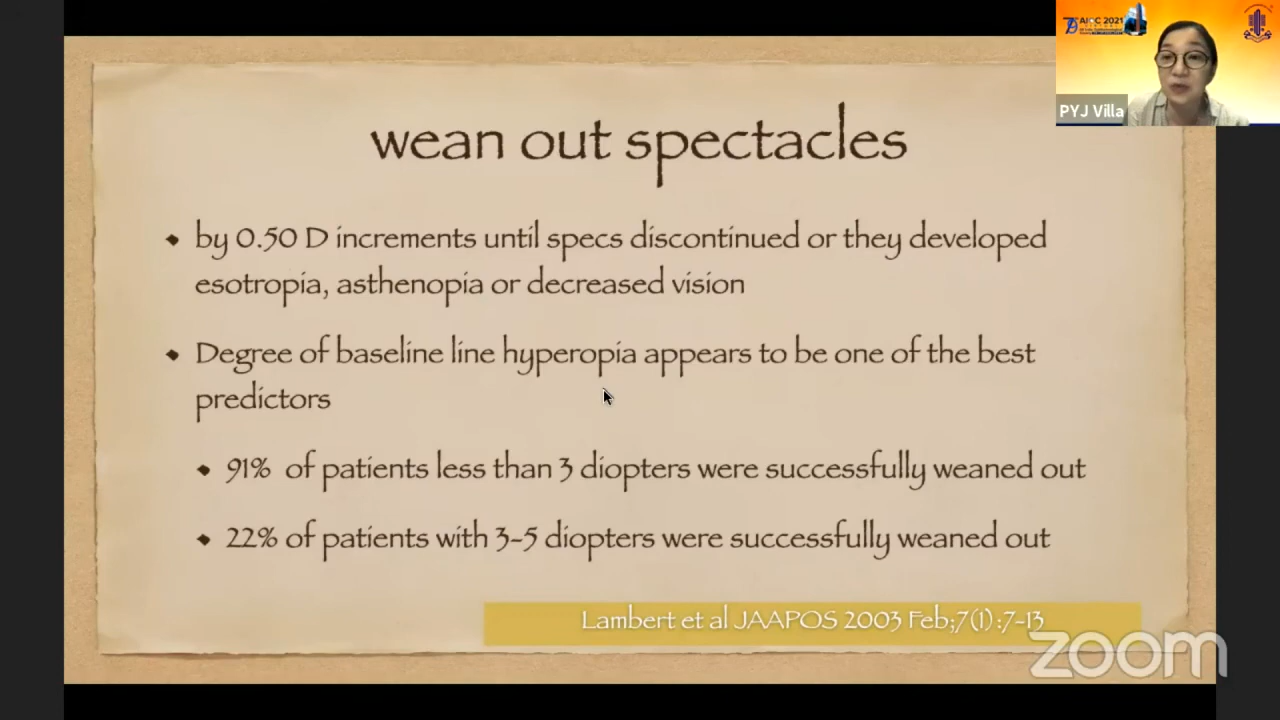 AIOC 2021
PYJ Villa
wean out spectacles
by 0.50 D increments until specs discontinued or they developed
esotropia, asthenopia or decreased vision
Degree of baseline line hyperopia appears to be one of the best
predictors
91% of patients less than 3 diopters were successfully weaned out
22% of patients with 3-5 diopters were successfully weaned out
Lambert et al JAAPOS 2003 Feb;7(1):7-13
zoom